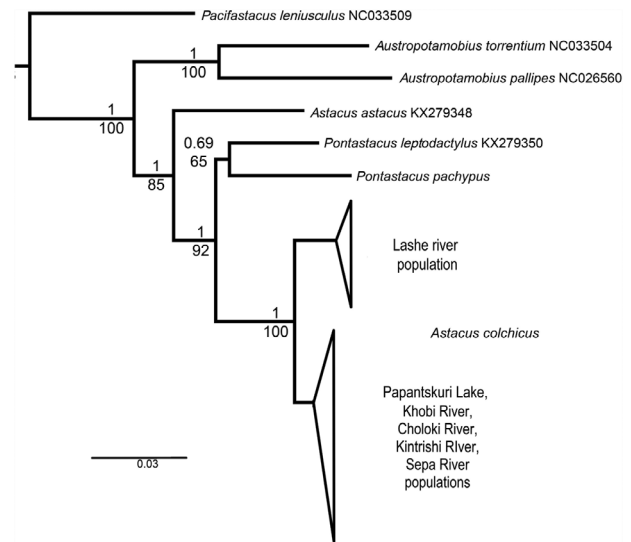 Pacifastacus leniusculus NC033509
Austropotamobius torrentium NC033504
1
100
Austropotamobius pallipes NC026560
1
100
Astacus astacus KX279348
0.69
65
Pontastacus leptodactylus KX279350
1
85
Pontastacus pachypus
1
92
Lashe river
population
1
100
Astacus colchicus
Papantskuri Lake,
Khobi River,
Choloki River,
Kintrishi RIver,
Sepa River
populations
0.03